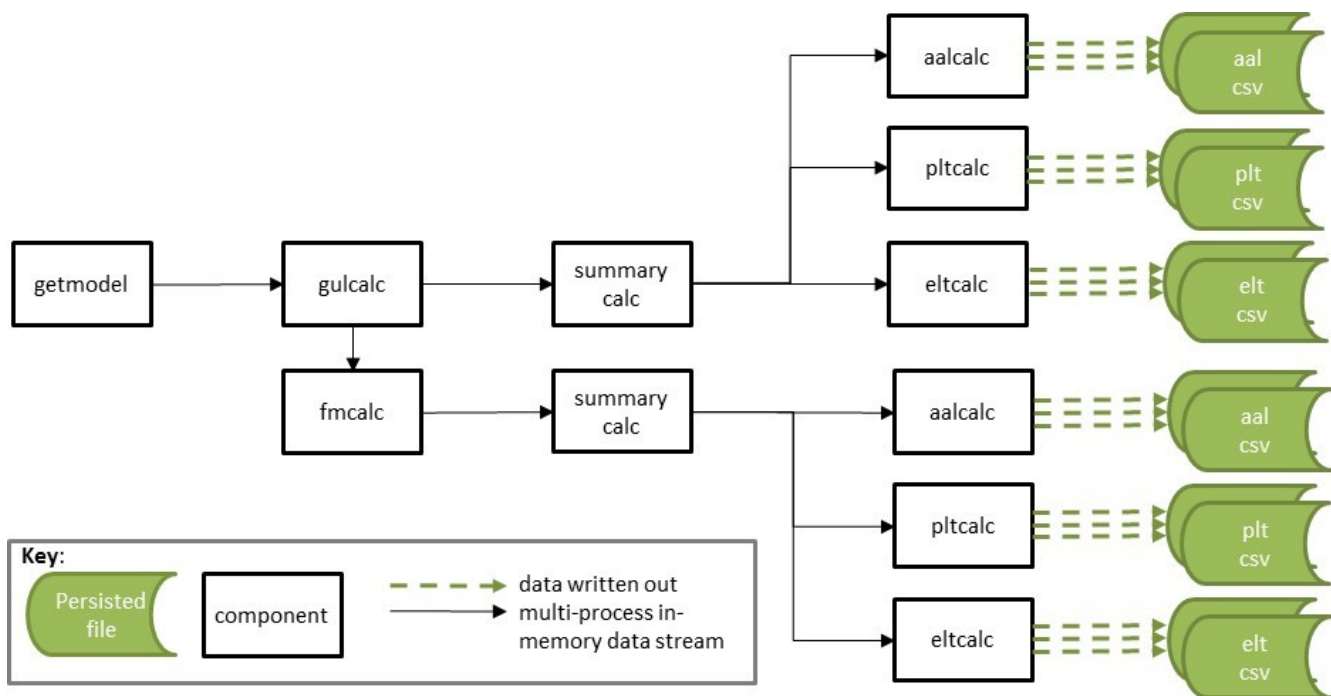 aalcalc
aal
csv
pltcalc
plt
csv
getmodel
gulcalc
summary
calc
eltcalc
elt
csv
fmcalc
summary
calc
aalcalc
aal
csv
pltcalc
plt
csv
eltcalc
elt
csv
Key:
Persisted
file
component
data written out
multi-process in-
memory data stream